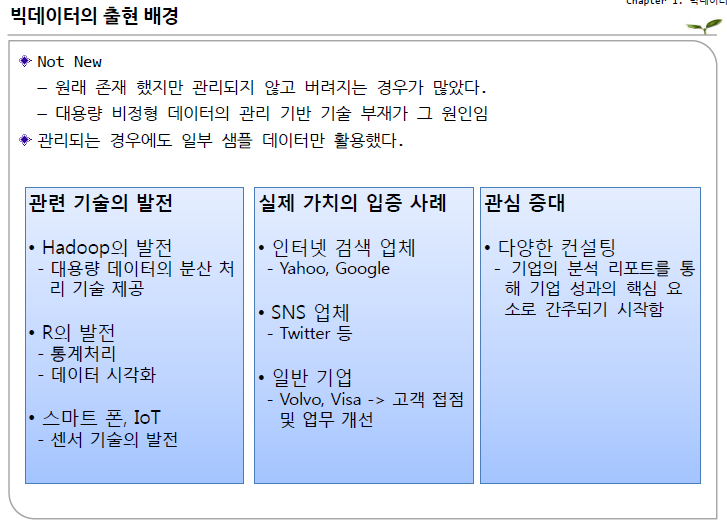 Chapter 1. 빅데이터
빅데이터의 출현 배경
Not New
– 원래 존재 했지만 관리되지 않고 버려지는 경우가 많았다.
– 대용량 비정형 데이터의 관리 기반 기술 부재가 그 원인임
관리되는 경우에도 일부 샘플 데이터만 활용했다.
관련 기술의 발전
• Hadoop의 발전
- 대용량 데이터의 분산 처
리 기술 제공
• R의 발전
- 통계처리
- 데이터 시각화
• 스마트 폰, IoT
- 센서 기술의 발전
실제 가치의 입증 사례
• 인터넷 검색 업체
- Yahoo, Google
• SNS 업체
- Twitter 등
• 일반 기업
- Volvo, Visa -> 고객 접점
및 업무 개선
관심 증대
• 다양한 컨설팅
- 기업의 분석 리포트를 통
해 기업 성과의 핵심 요
소로 간주되기 시작함